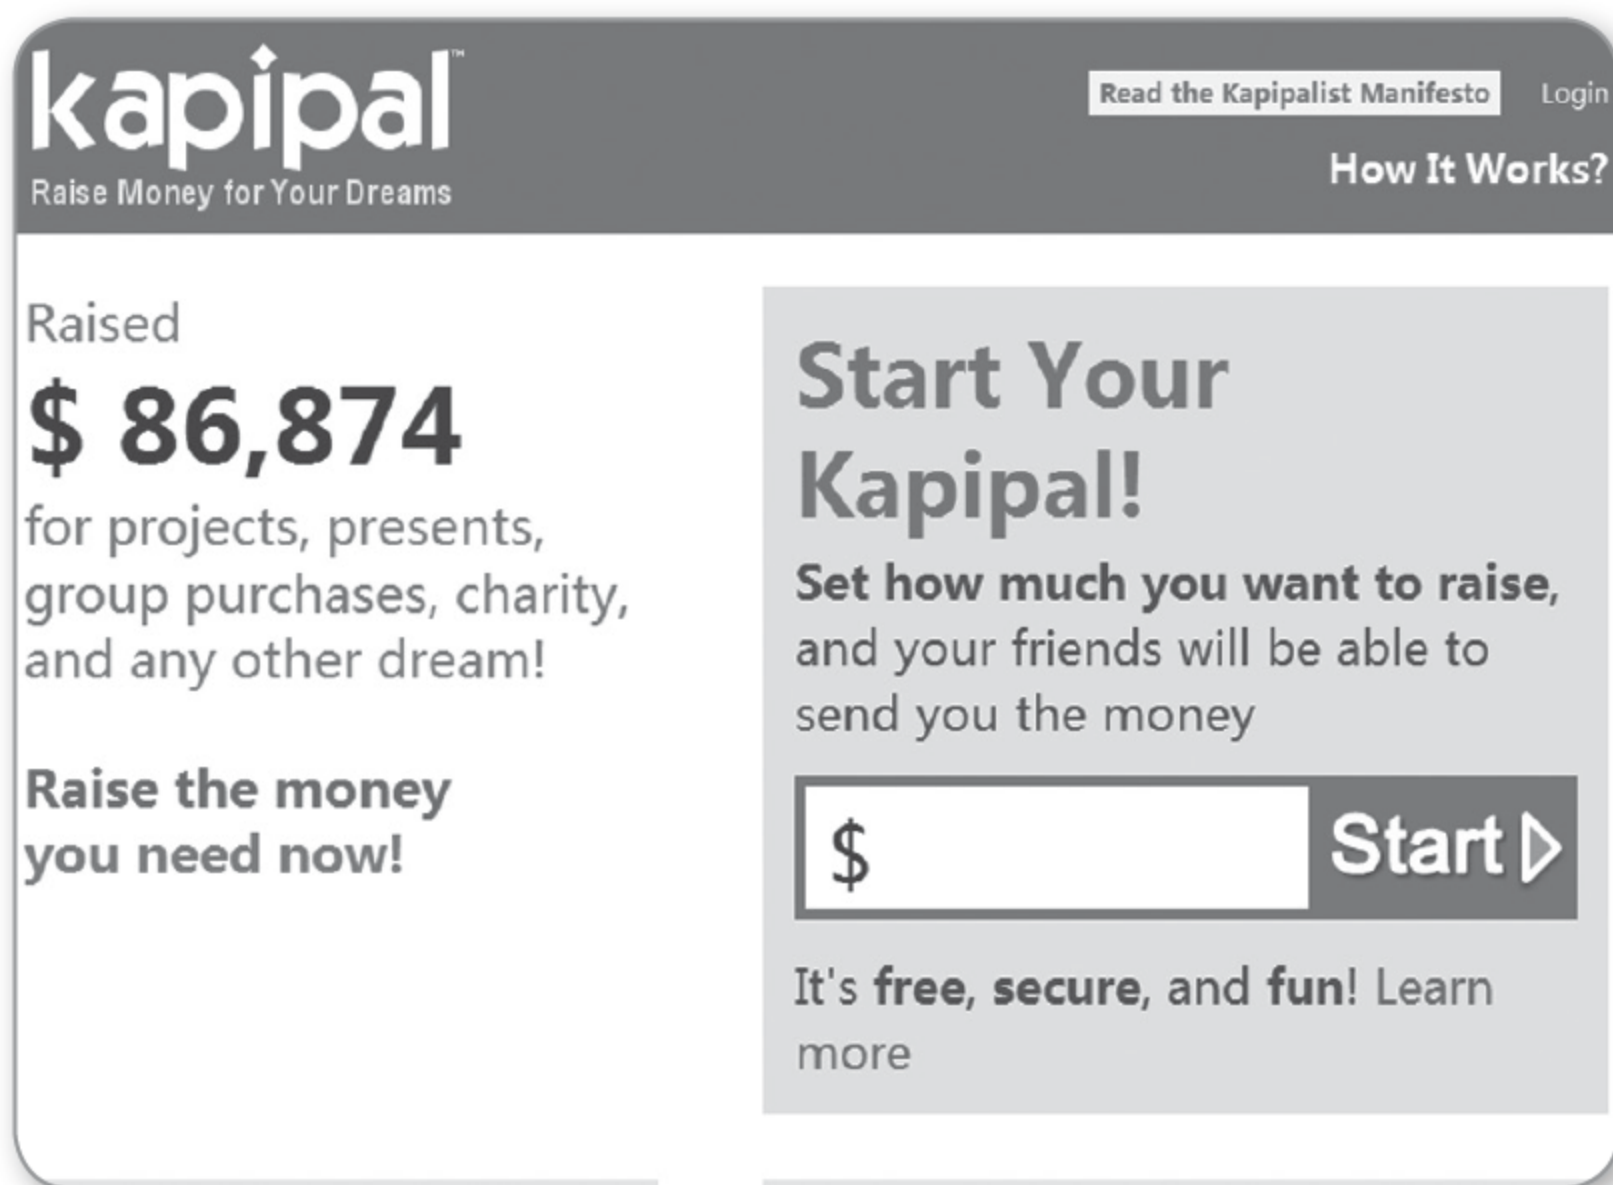 kapipal™
Raise Money for Your Dreams
Read the Kapipalist Manifesto
Login
How It Works?
Raised
$ 86,874
for projects, presents,
group purchases, charity,
and any other dream!
Raise the money
you need now!
Start Your
Kapipal!
Set how much you want to raise,
and your friends will be able to
send you the money
$
Start
It's free, secure, and fun! Learn
more